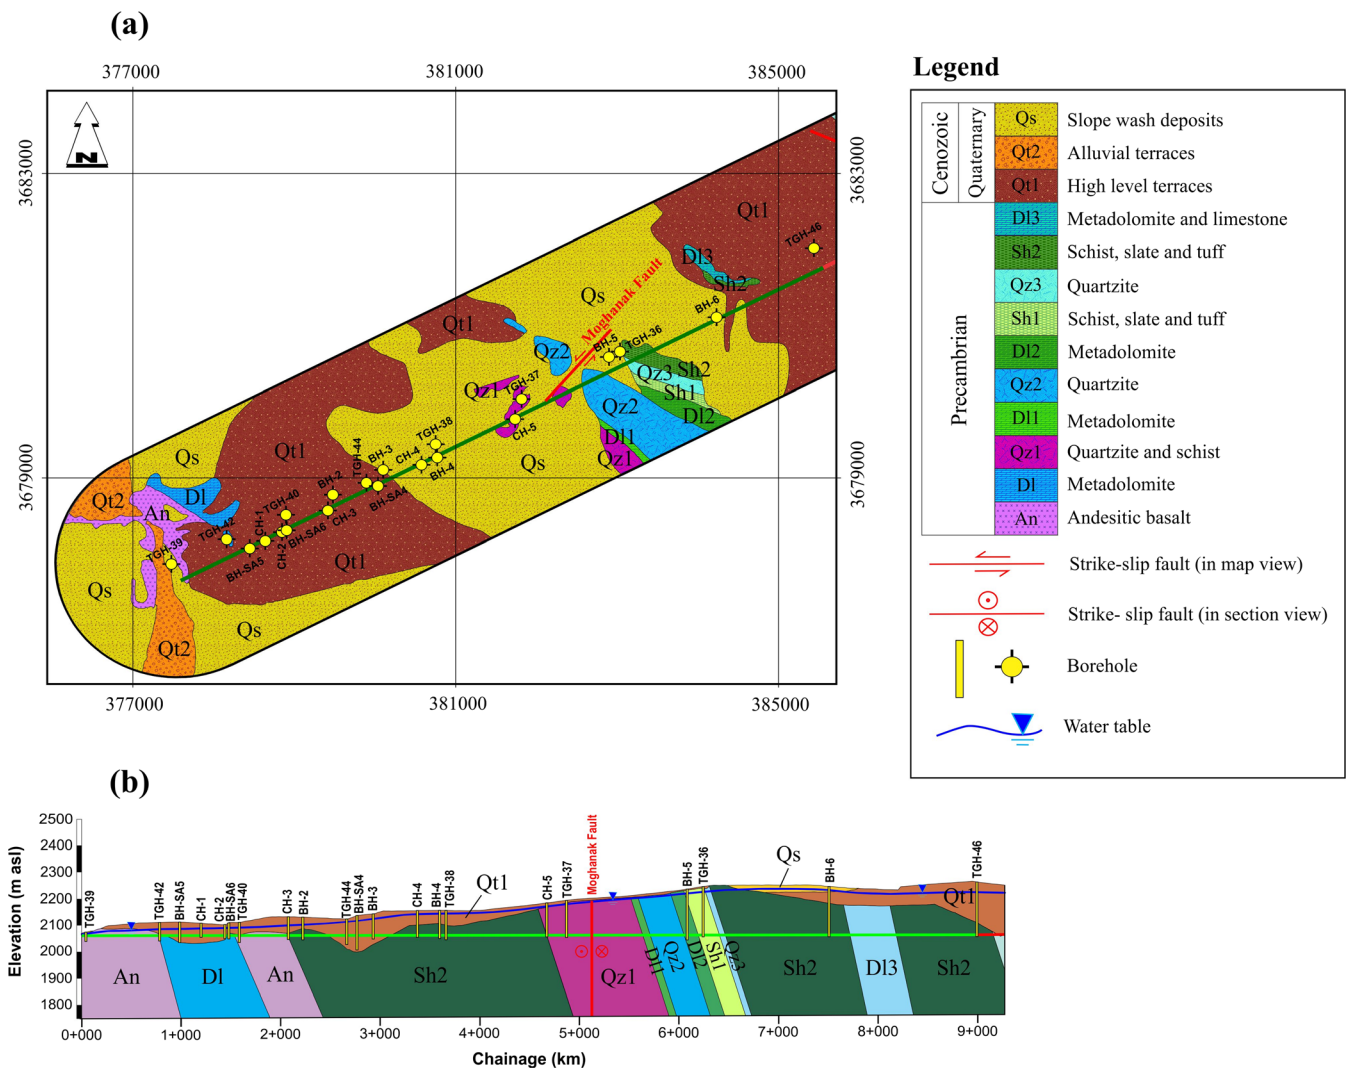 (a)
377000
381000
385000
Legend
N
3683000
3683000
3679000
3679000
Qt1
TGH-46
Dl3
Sh2
Qs
Moghanak Fault
BH-6
Qt1
Qz2
BH-5
TGH-36
Qz3
Sh2
Sh1
Qz1
TGH-37
Qz2
Dl2
CH-5
Dl1
Qz1
TGH-38
Qs
Qt1
BH-3
CH-4
BH-4
TGH-44
Qs
BH-2
BH-SA4
Dl
Qt2
An
TGH-40
CH-3
CH-1
BH-SA6
TGH-42
CH-2
TGH-39
BH-SA5
Qt1
Qs
Qs
Qt2
377000
381000
385000
Cenozoic
Quaternary
Precambrian
Qs Slope wash deposits
Qt2 Alluvial terraces
Qt1 High level terraces
Dl3 Metadolomite and limestone
Sh2 Schist, slate and tuff
Qz3 Quartzite
Sh1 Schist, slate and tuff
Dl2 Metadolomite
Qz2 Quartzite
Dl1 Metadolomite
Qz1 Quartzite and schist
Dl Metadolomite
An Andesitic basalt
Strike-slip fault (in map view)
Strike- slip fault (in section view)
Borehole
Water table
(b)
Elevation (m asl)
2500
2400
2300
2200
2100
2000
1900
1800
TGH-39
TGH-42
BH-SA5
CH-1
CH-2
BH-SA6
TGH-40
CH-3
BH-2
TGH-44
BH-SA4
BH-3
CH-4
BH-4
TGH-38
Qt1
CH-5
TGH-37
Moghanak Fault
BH-5
TGH-36
Qs
BH-6
TGH-46
Qt1
An
Dl
An
Sh2
Qz1
Dl1
Qz2
Dl2
Sh1
Qz3
Sh2
Dl3
Sh2
0+000
1+000
2+000
3+000
4+000
5+000
6+000
7+000
8+000
9+000
Chainage (km)